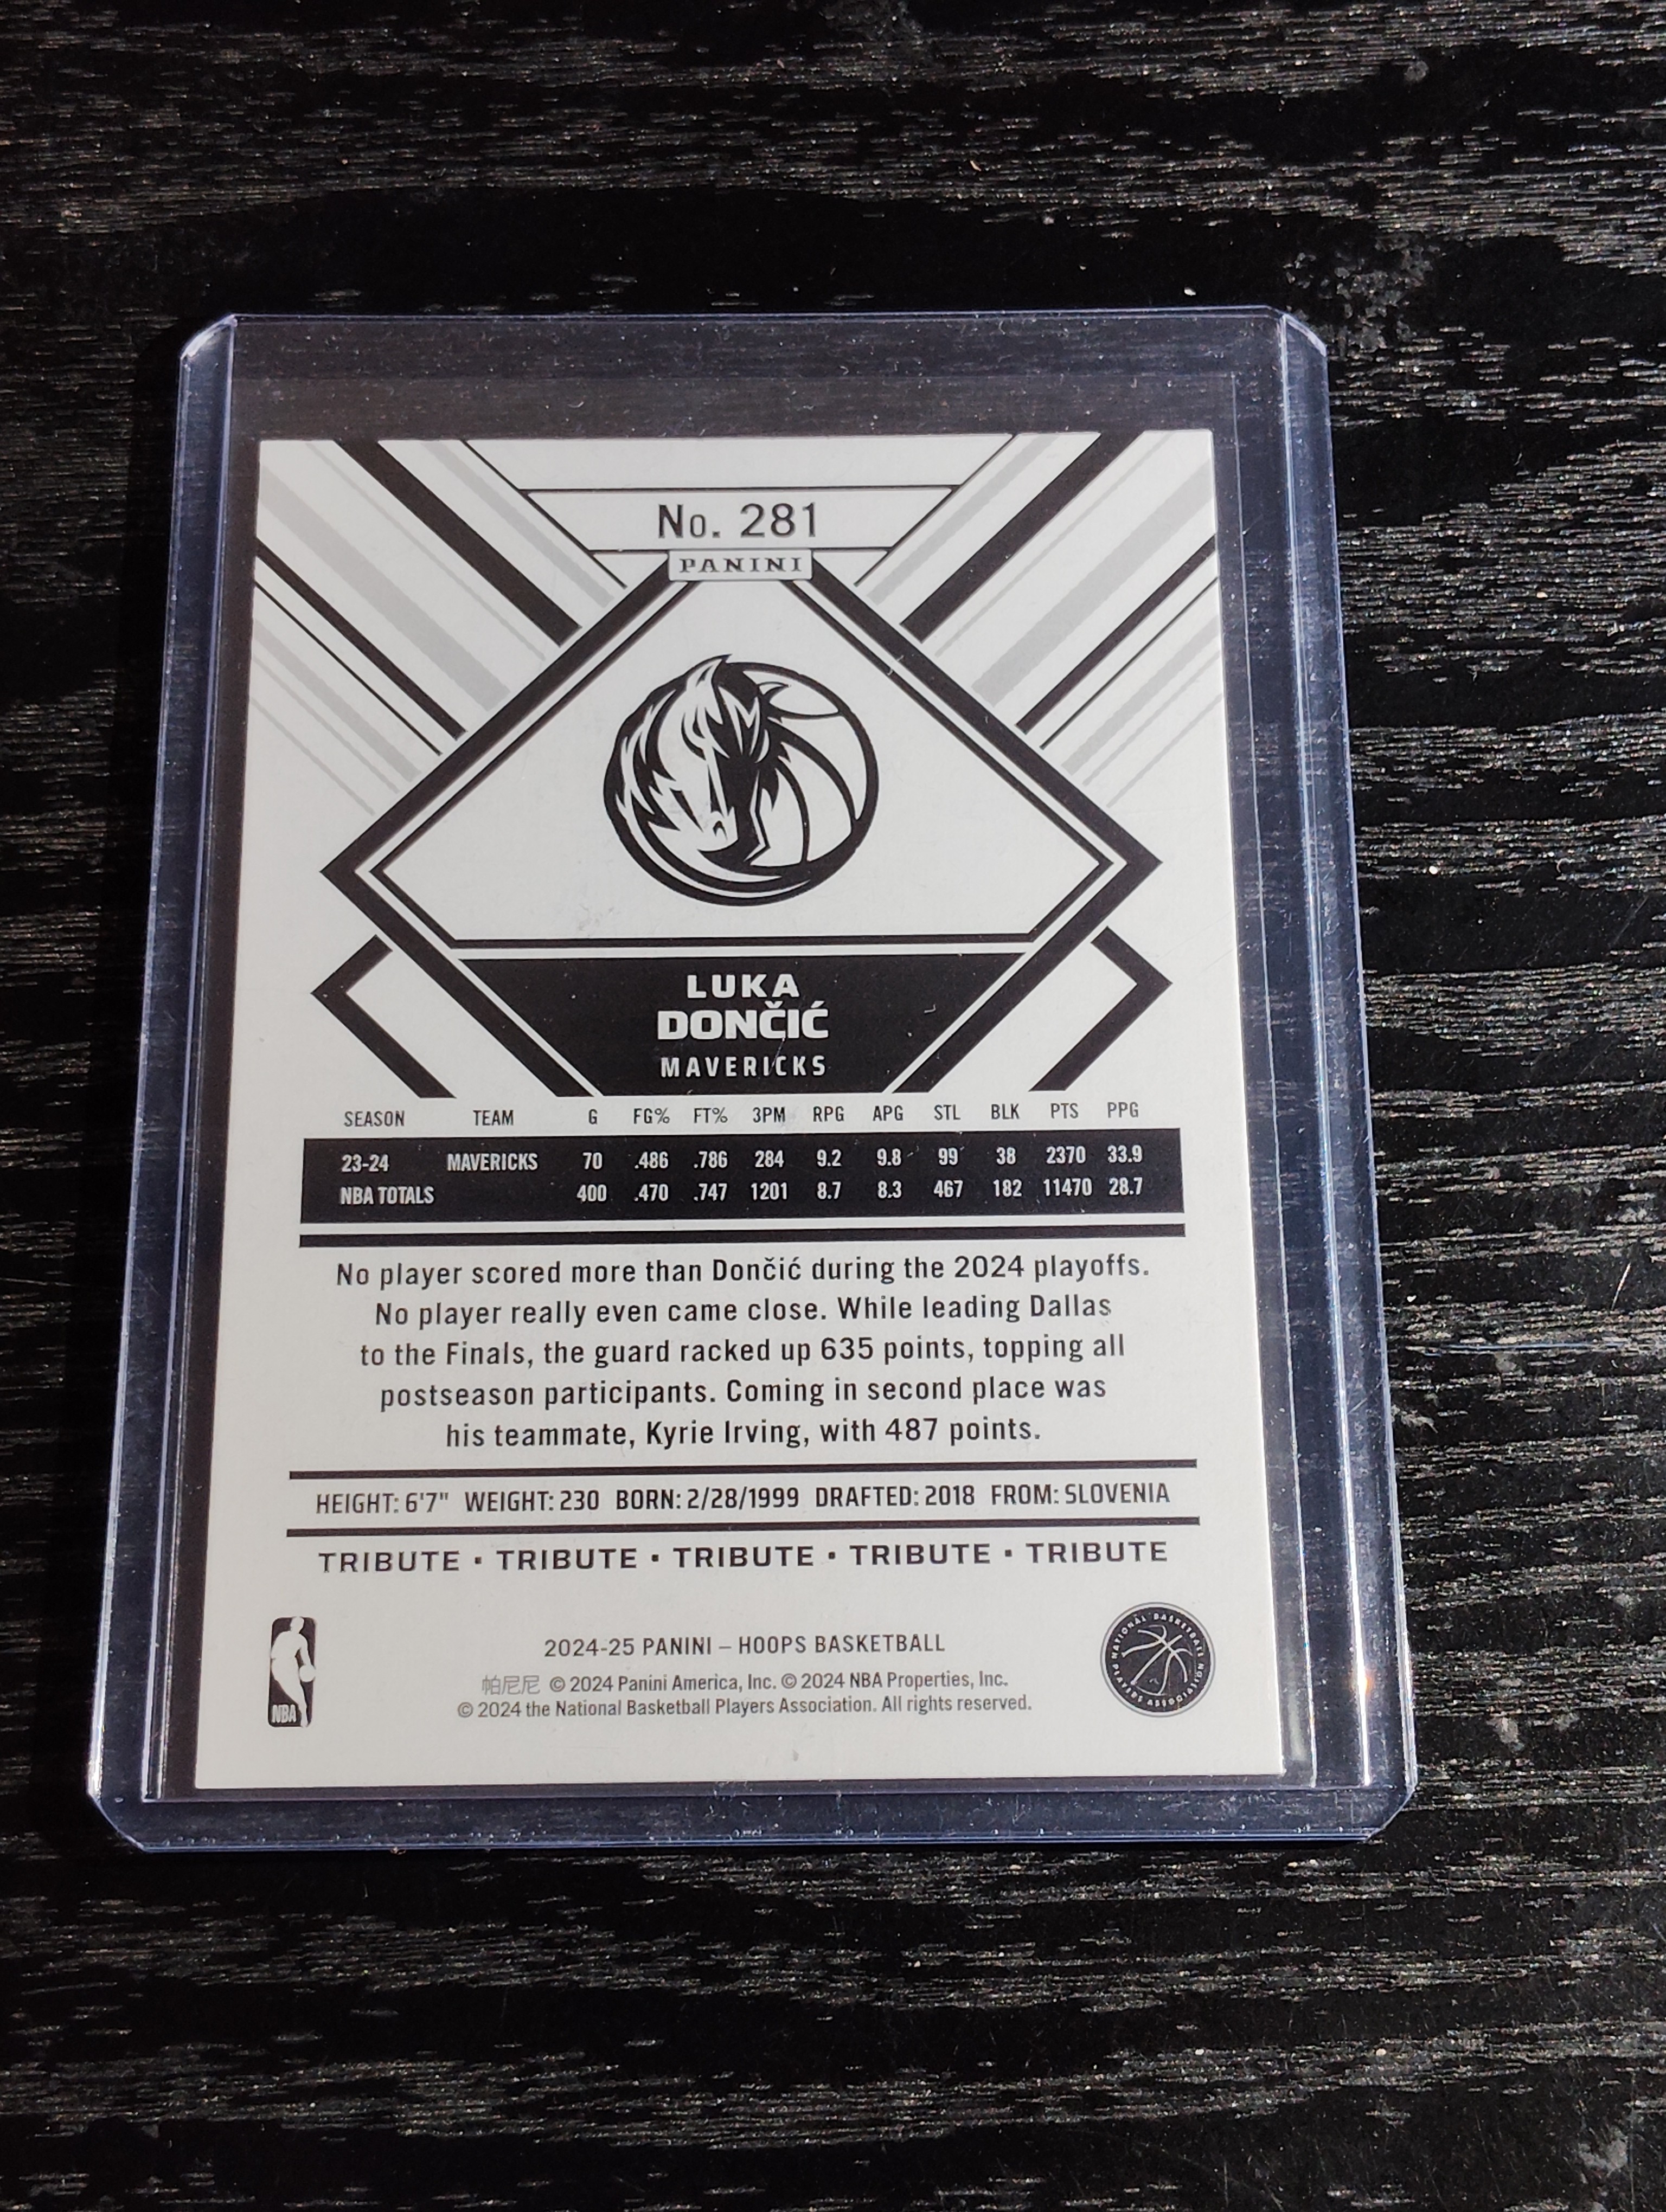 No. 281
PANINI
LUKA
DONČIĆ
MAVERICKS
SEASON TEAM G FG% FT% 3PM RPG APG STL BLK PTS PPG
23-24 MAVERICKS 70 .486 .786 284 9.2 9.8 99 38 2370 33.9
NBA TOTALS 400 .470 .747 1201 8.7 8.3 467 182 11470 28.7
No player scored more than Dončić during the 2024 playoffs.
No player really even came close. While leading Dallas
to the Finals, the guard racked up 635 points, topping all
postseason participants. Coming in second place was
his teammate, Kyrie Irving, with 487 points.
HEIGHT: 6'7" WEIGHT: 230 BORN: 2/28/1999 DRAFTED: 2018 FROM: SLOVENIA
TRIBUTE ▪ TRIBUTE ▪ TRIBUTE ▪ TRIBUTE ▪ TRIBUTE
2024-25 PANINI – HOOPS BASKETBALL
帕尼尼 © 2024 Panini America, Inc. © 2024 NBA Properties, Inc.
© 2024 the National Basketball Players Association. All rights reserved.
NBA
NATIONAL BASKETBALL PLAYERS ASSOCIATION